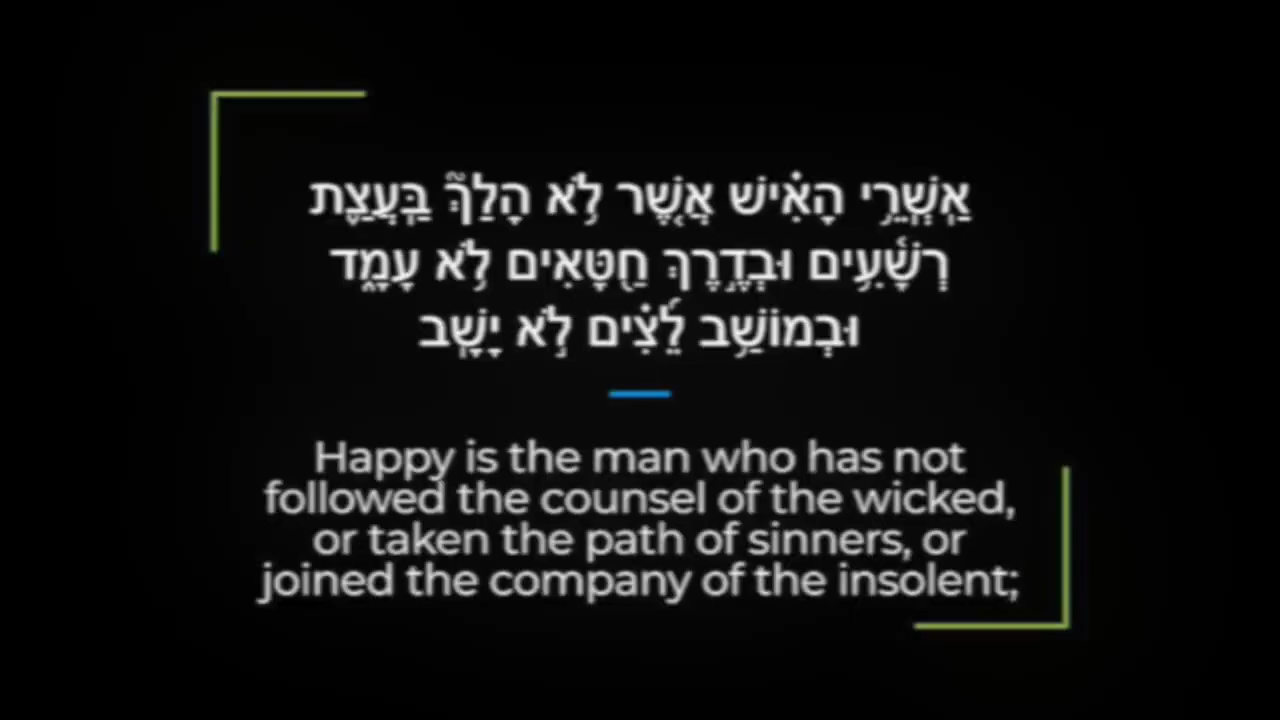 אַ֥שְֽׁרֵי הָאִ֗ישׁ אֲשֶׁ֤ר לֹ֥א הָלַךְ֮ בַּעֲצַ֪ת
רְשָׁ֫עִ֥ים וּבְדֶ֣רֶךְ חַ֭טָּאִים לֹ֥א עָמָ֑ד
וּבְמוֹשַׁ֥ב לֵ֝צִ֗ים לֹ֣א יָשָֽׁב
Happy is the man who has not
followed the counsel of the wicked,
or taken the path of sinners, or
joined the company of the insolent;